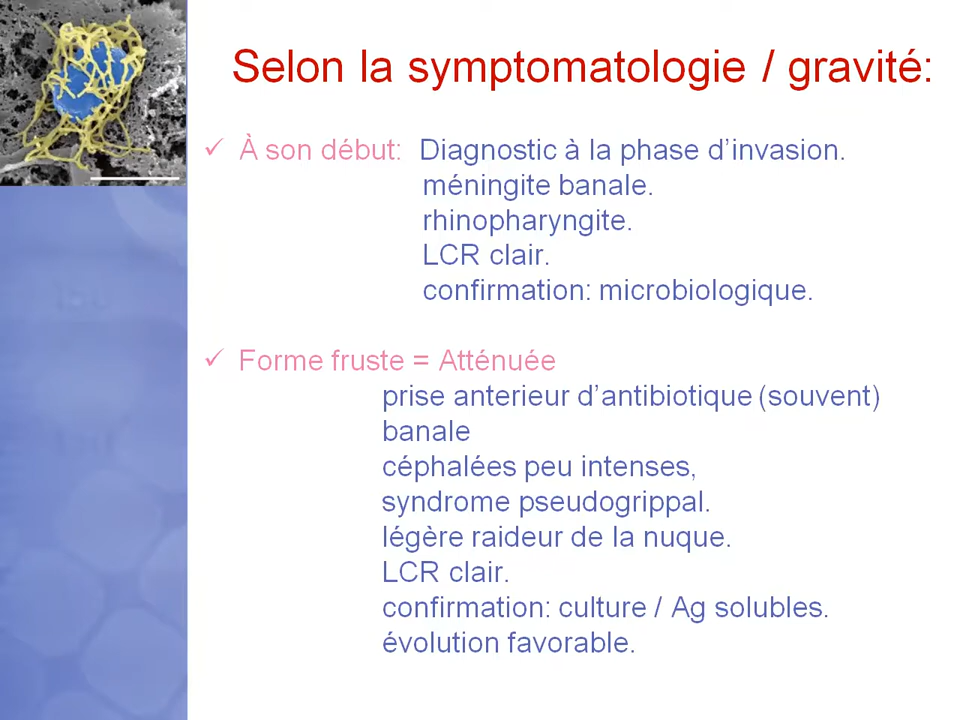 Selon la symptomatologie / gravité:
✓ À son début: Diagnostic à la phase d’invasion.
méningite banale.
rhinopharyngite.
LCR clair.
confirmation: microbiologique.
✓ Forme fruste = Atténuée
prise anterieur d’antibiotique (souvent)
banale
céphalées peu intenses,
syndrome pseudogrippal.
légère raideur de la nuque.
LCR clair.
confirmation: culture / Ag solubles.
évolution favorable.